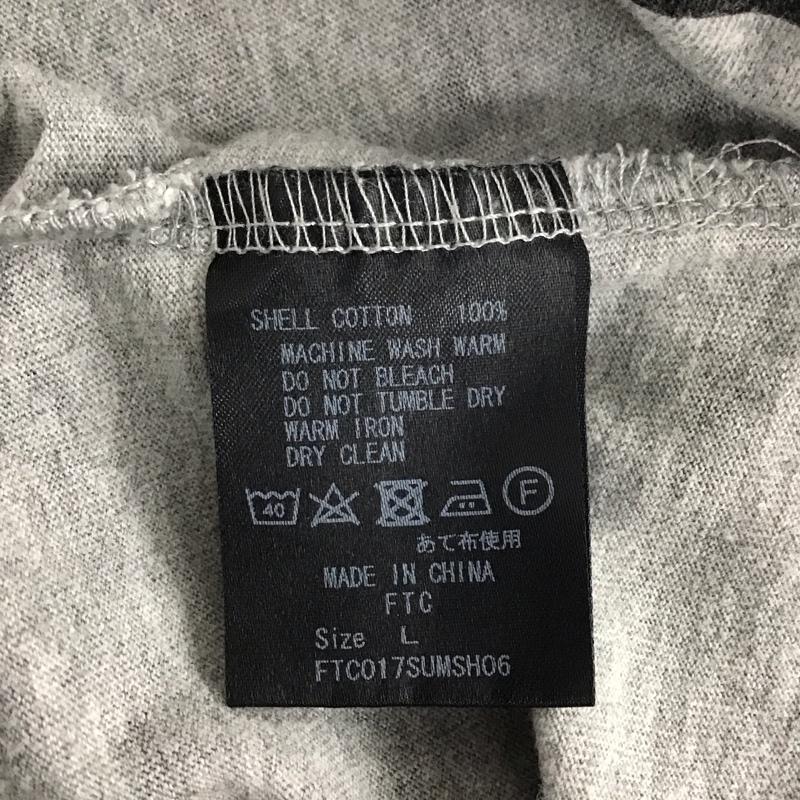 SHELL COTTON 100%
MACHINE WASH WARM
DO NOT BLEACH
DO NOT TUMBLE DRY
WARM IRON
DRY CLEAN
40 F
あて布使用
MADE IN CHINA
FTC
Size L
FTC017SUMSH06